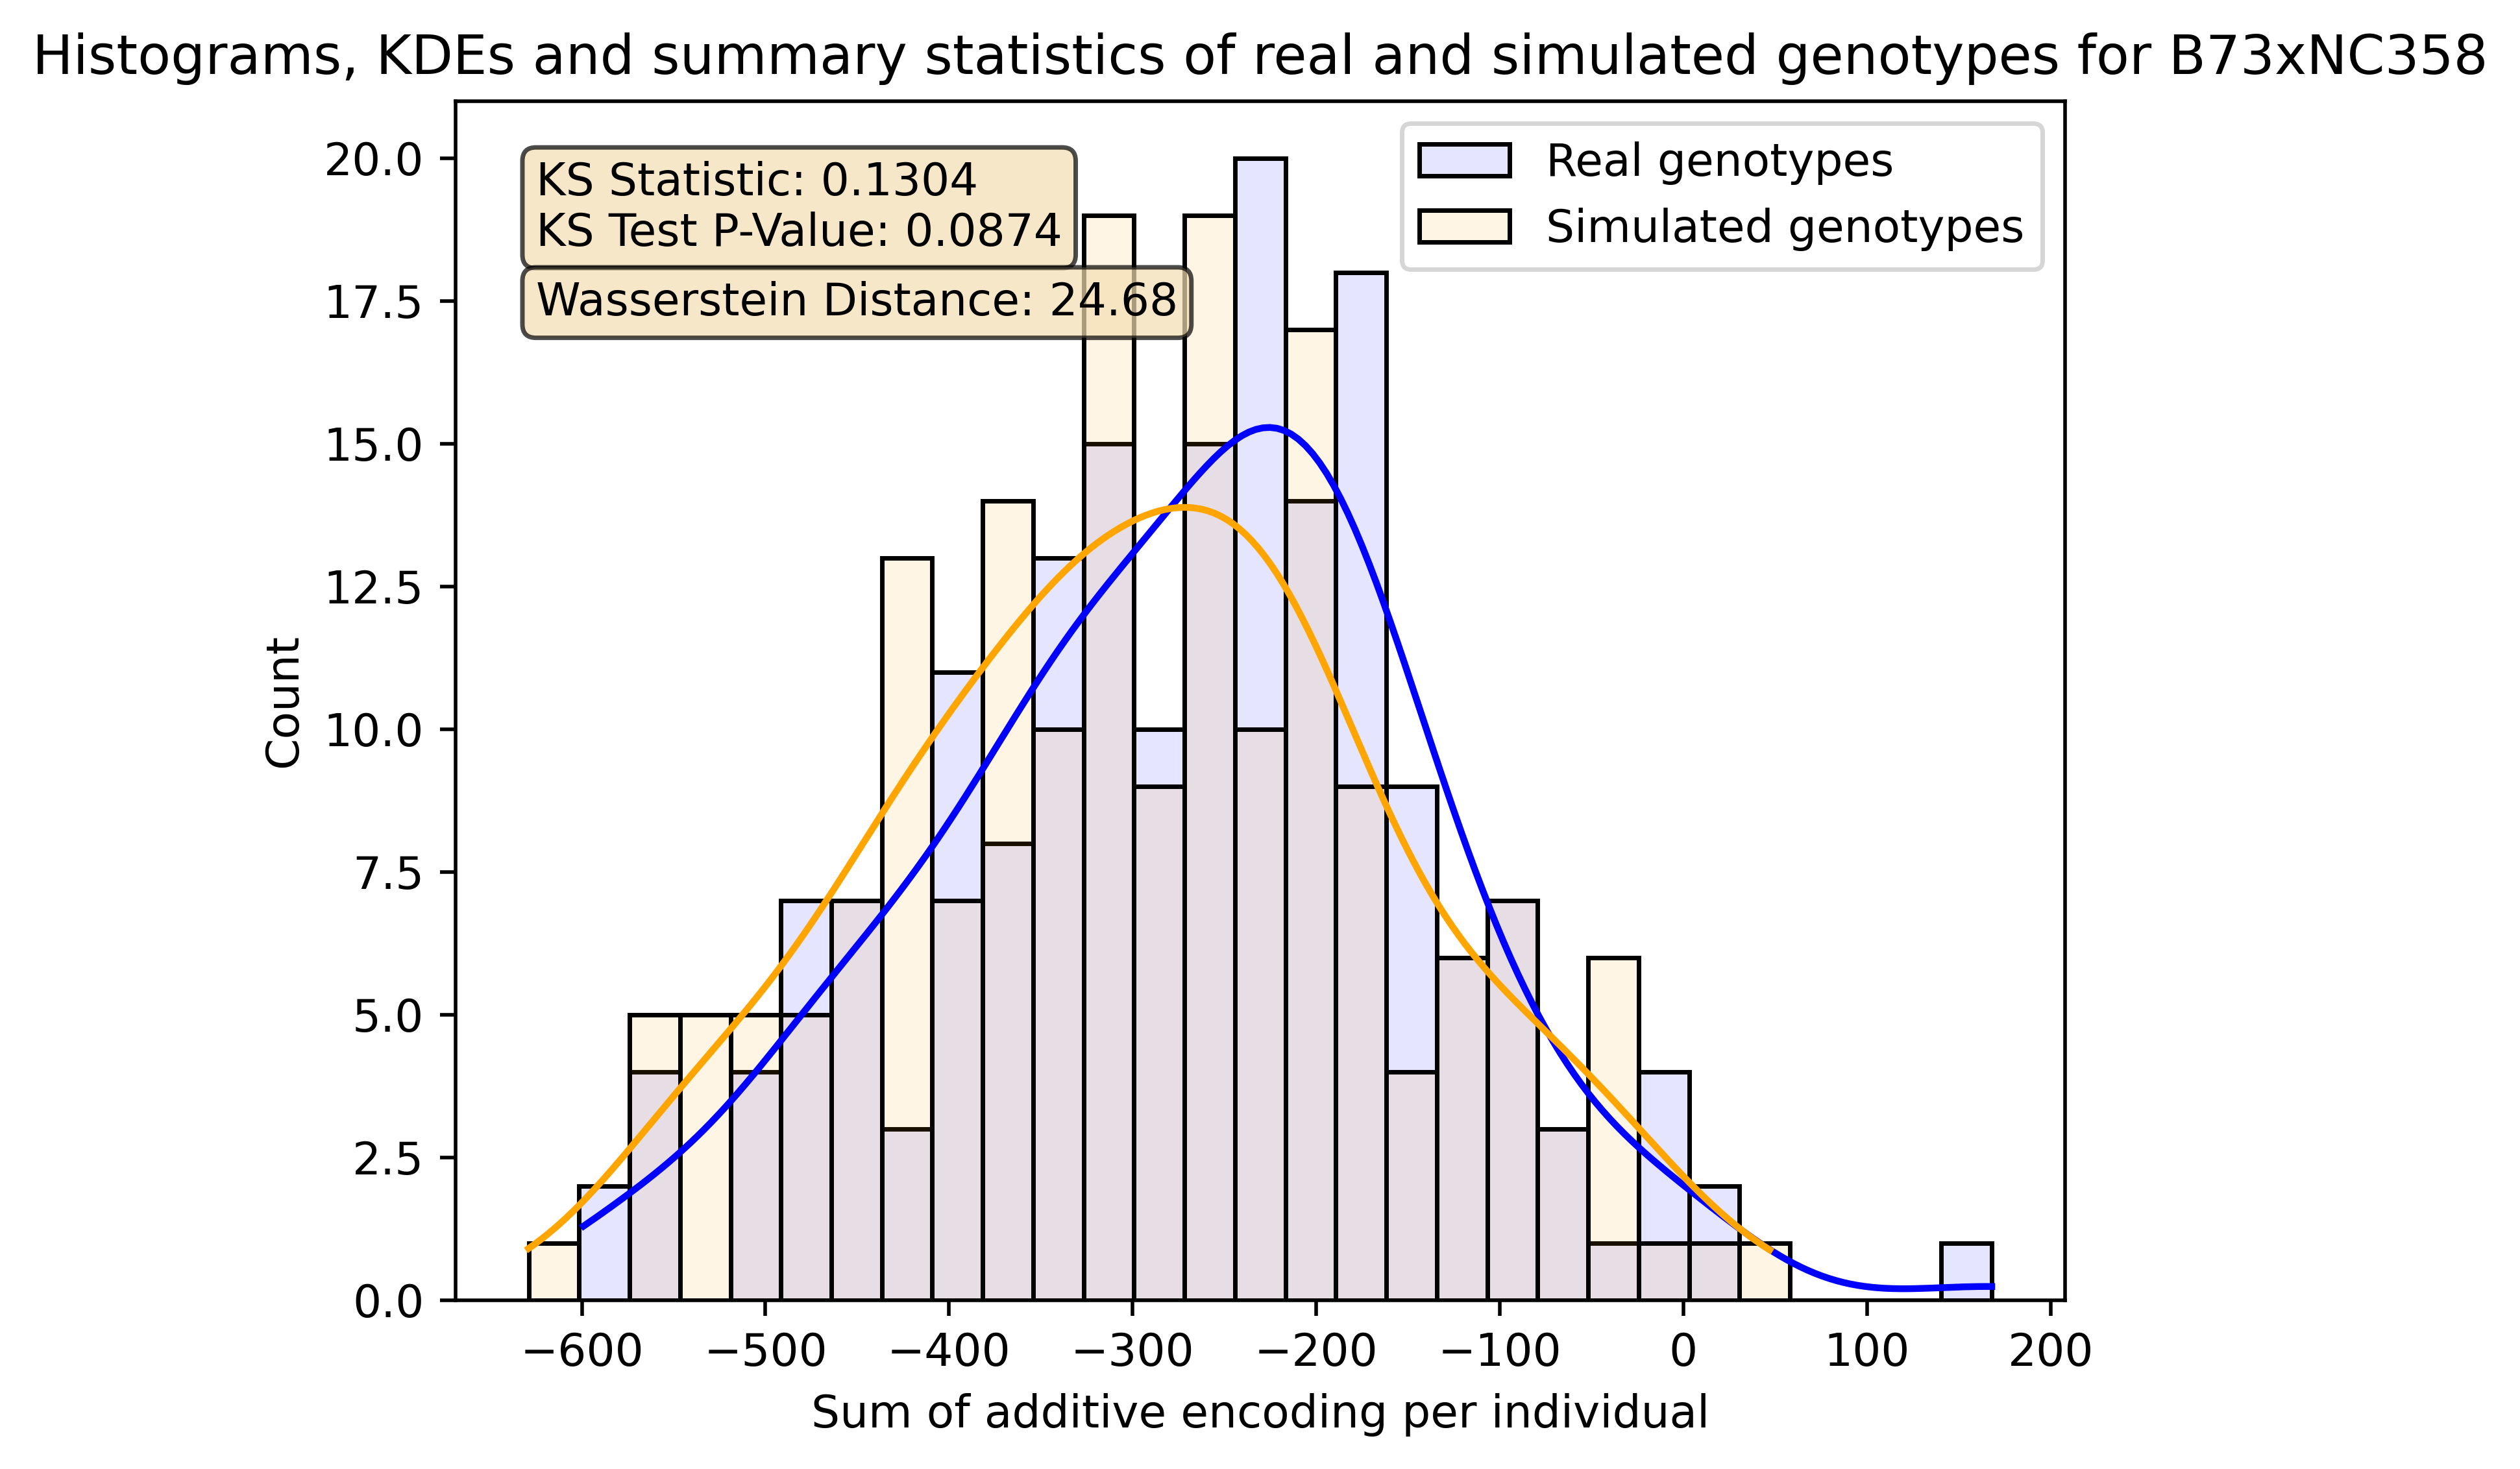 Histograms, KDEs and summary statistics of real and simulated genotypes for B73xNC358
KS Statistic: 0.1304
KS Test P-Value: 0.0874
Wasserstein Distance: 24.68
Real genotypes
Simulated genotypes
Count
20.0
17.5
15.0
12.5
10.0
7.5
5.0
2.5
0.0
−600 −500 −400 −300 −200 −100 0 100 200
Sum of additive encoding per individual